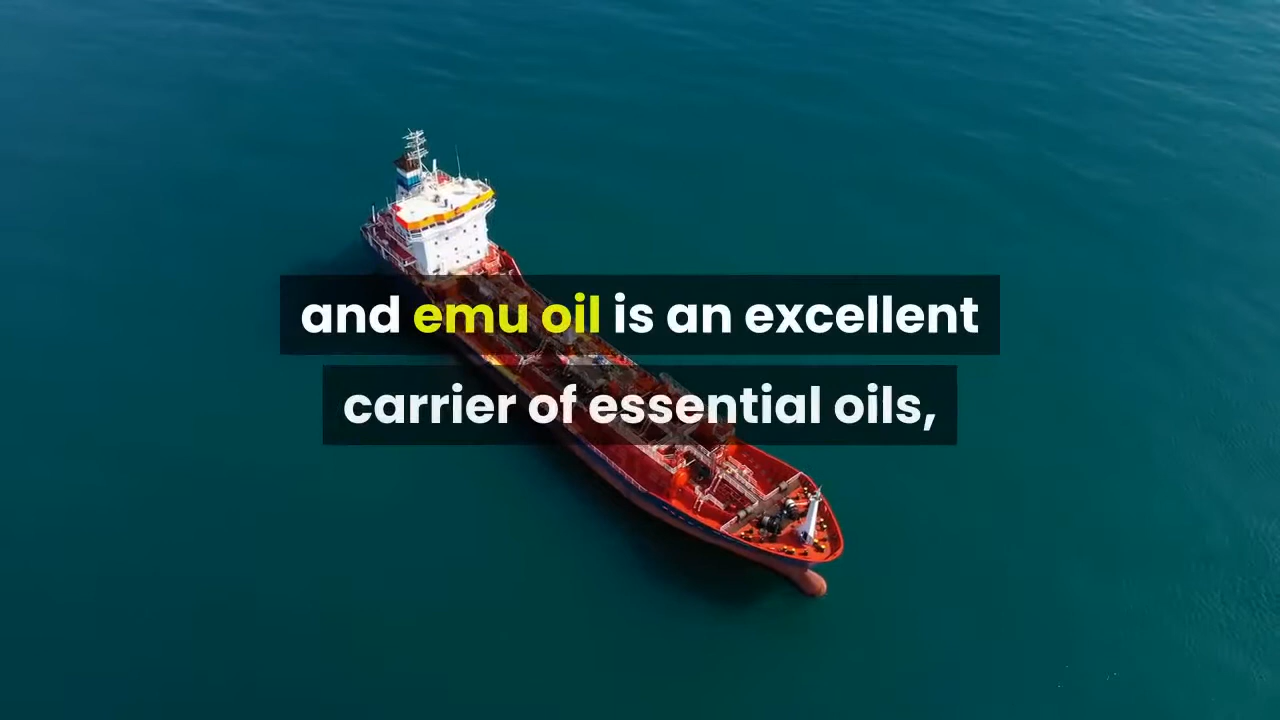 and emu oil is an excellent
carrier of essential oils,